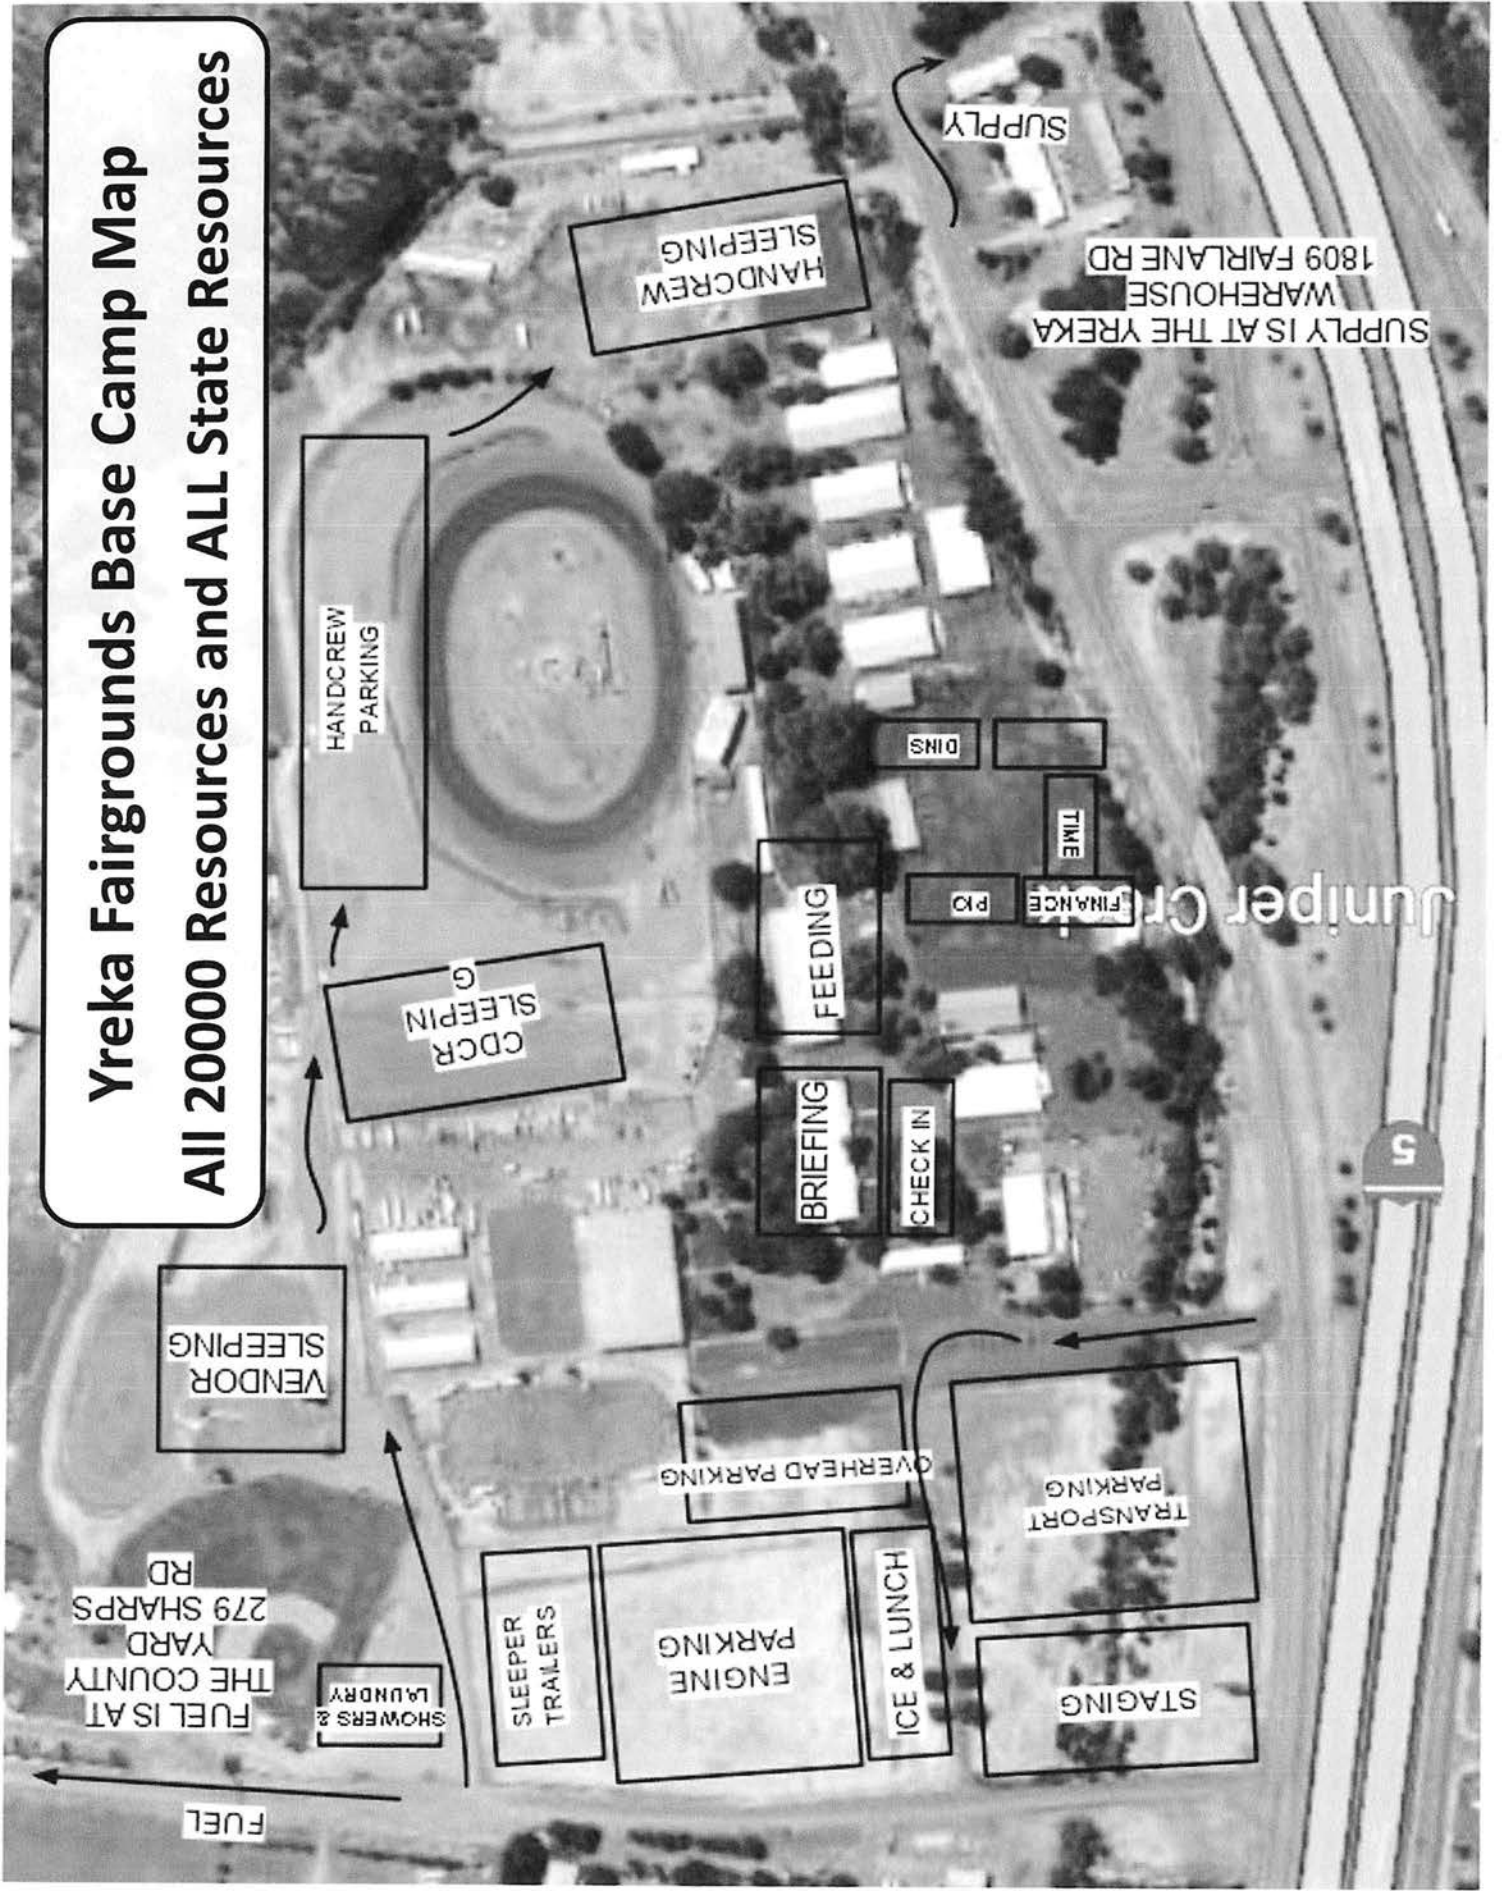 Yreka Fairgrounds Base Camp Map
All 20000 Resources and ALL State Resources
SUPPLY
SUPPLY IS AT THE YREKA
WAREHOUSE
1809 FAIRLANE RD
HANDCREW
SLEEPING
HANDCREW
PARKING
DINS
TIME
FINANCE
PIO
Juniper Creek
FEEDING
CDCR
SLEEPIN
G
BRIEFING
CHECK IN
5
VENDOR
SLEEPING
OVERHEAD PARKING
TRANSPORT
PARKING
FUEL IS AT
THE COUNTY
YARD
279 SHARPS
RD
SHOWERS &
LAUNDRY
SLEEPER
TRAILERS
ENGINE
PARKING
ICE & LUNCH
STAGING
FUEL